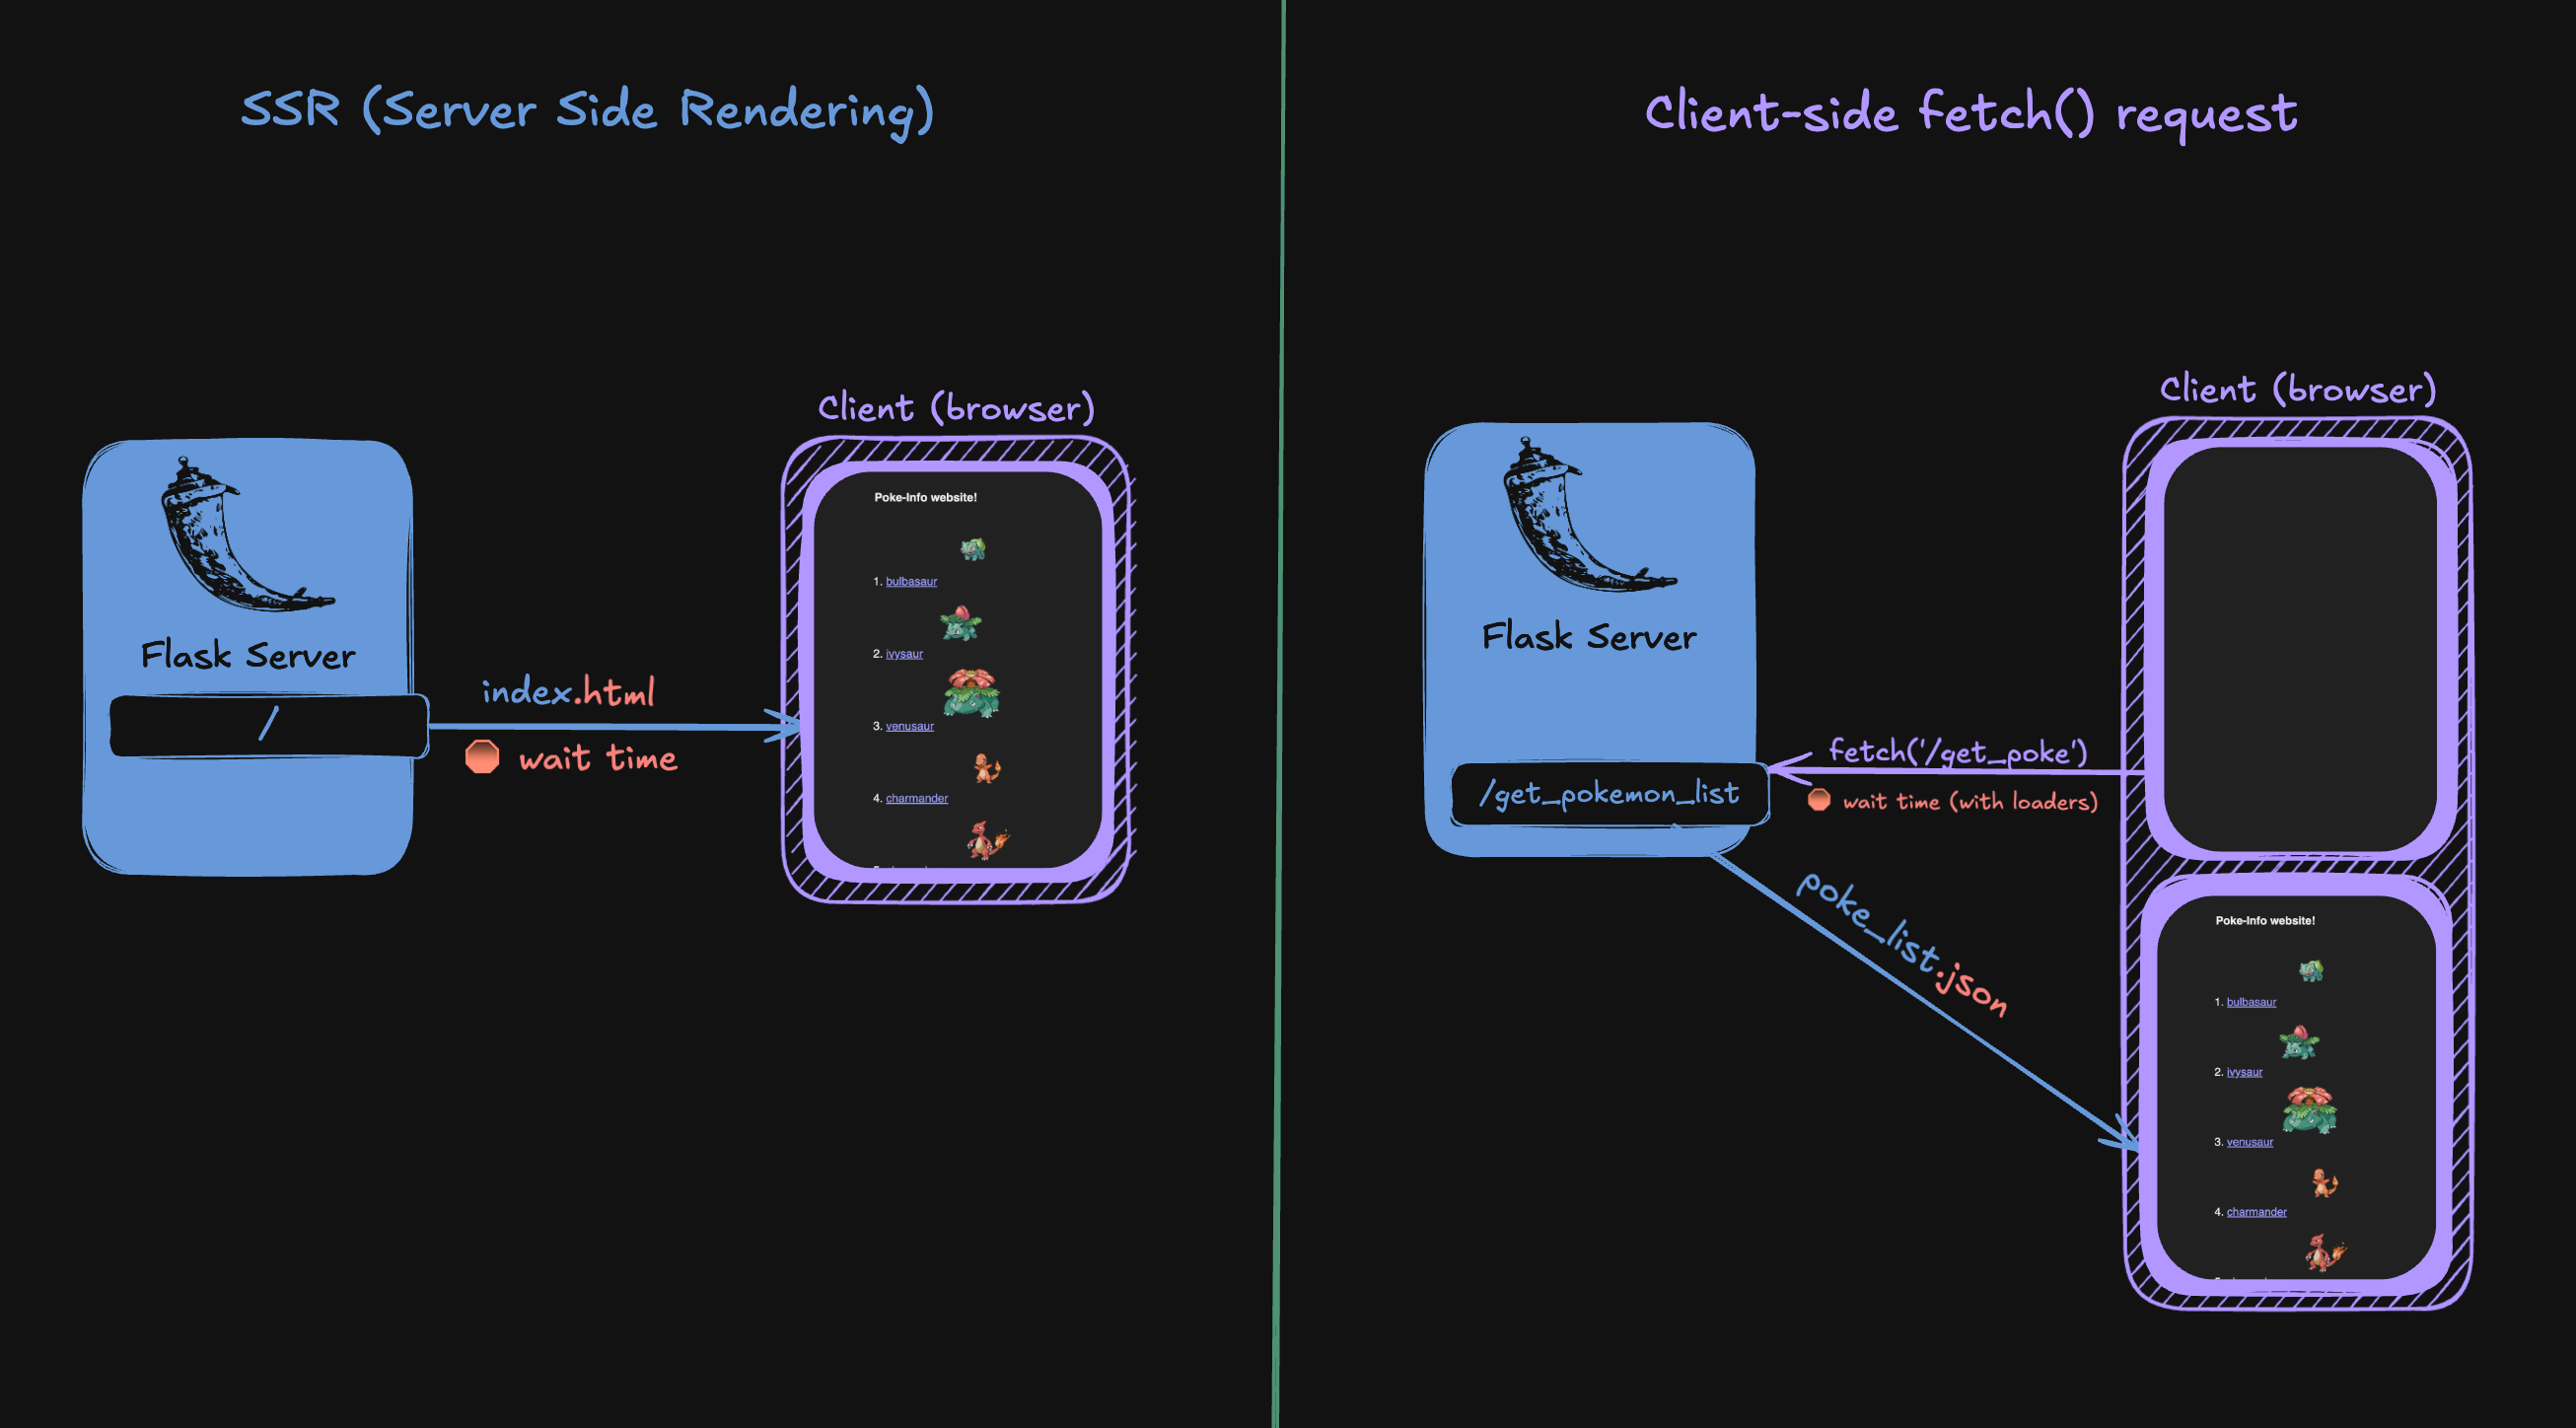 SSR (Server Side Rendering)
Client (browser)
Flask Server
/
index.html
wait time
Poke-Info website!
1. bulbasaur
2. ivysaur
3. venusaur
4. charmander
Client-side fetch() request
Client (browser)
Flask Server
/get_pokemon_list
fetch('/get_poke')
wait time (with loaders)
poke_list.json
Poke-Info website!
1. bulbasaur
2. ivysaur
3. venusaur
4. charmander